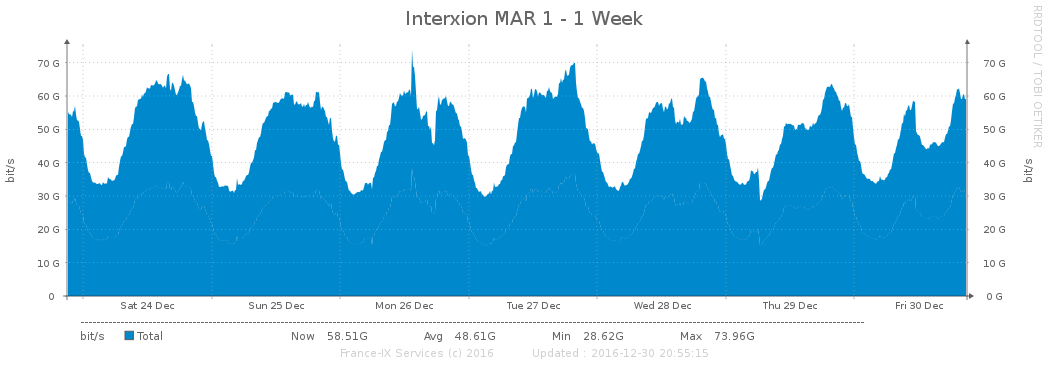 Interxion MAR 1 - 1 Week
RRDTOOL / TOBI OETIKER
bit/s
70 G 70 G
60 G 60 G
50 G 50 G
40 G 40 G
30 G 30 G
20 G 20 G
10 G 10 G
0 0 G
bit/s
Sat 24 Dec Sun 25 Dec Mon 26 Dec Tue 27 Dec Wed 28 Dec Thu 29 Dec Fri 30 Dec
bit/s Total Now 58.51G Avg 48.61G Min 28.62G Max 73.96G
France-IX Services (c) 2016 Updated : 2016-12-30 20:55:15